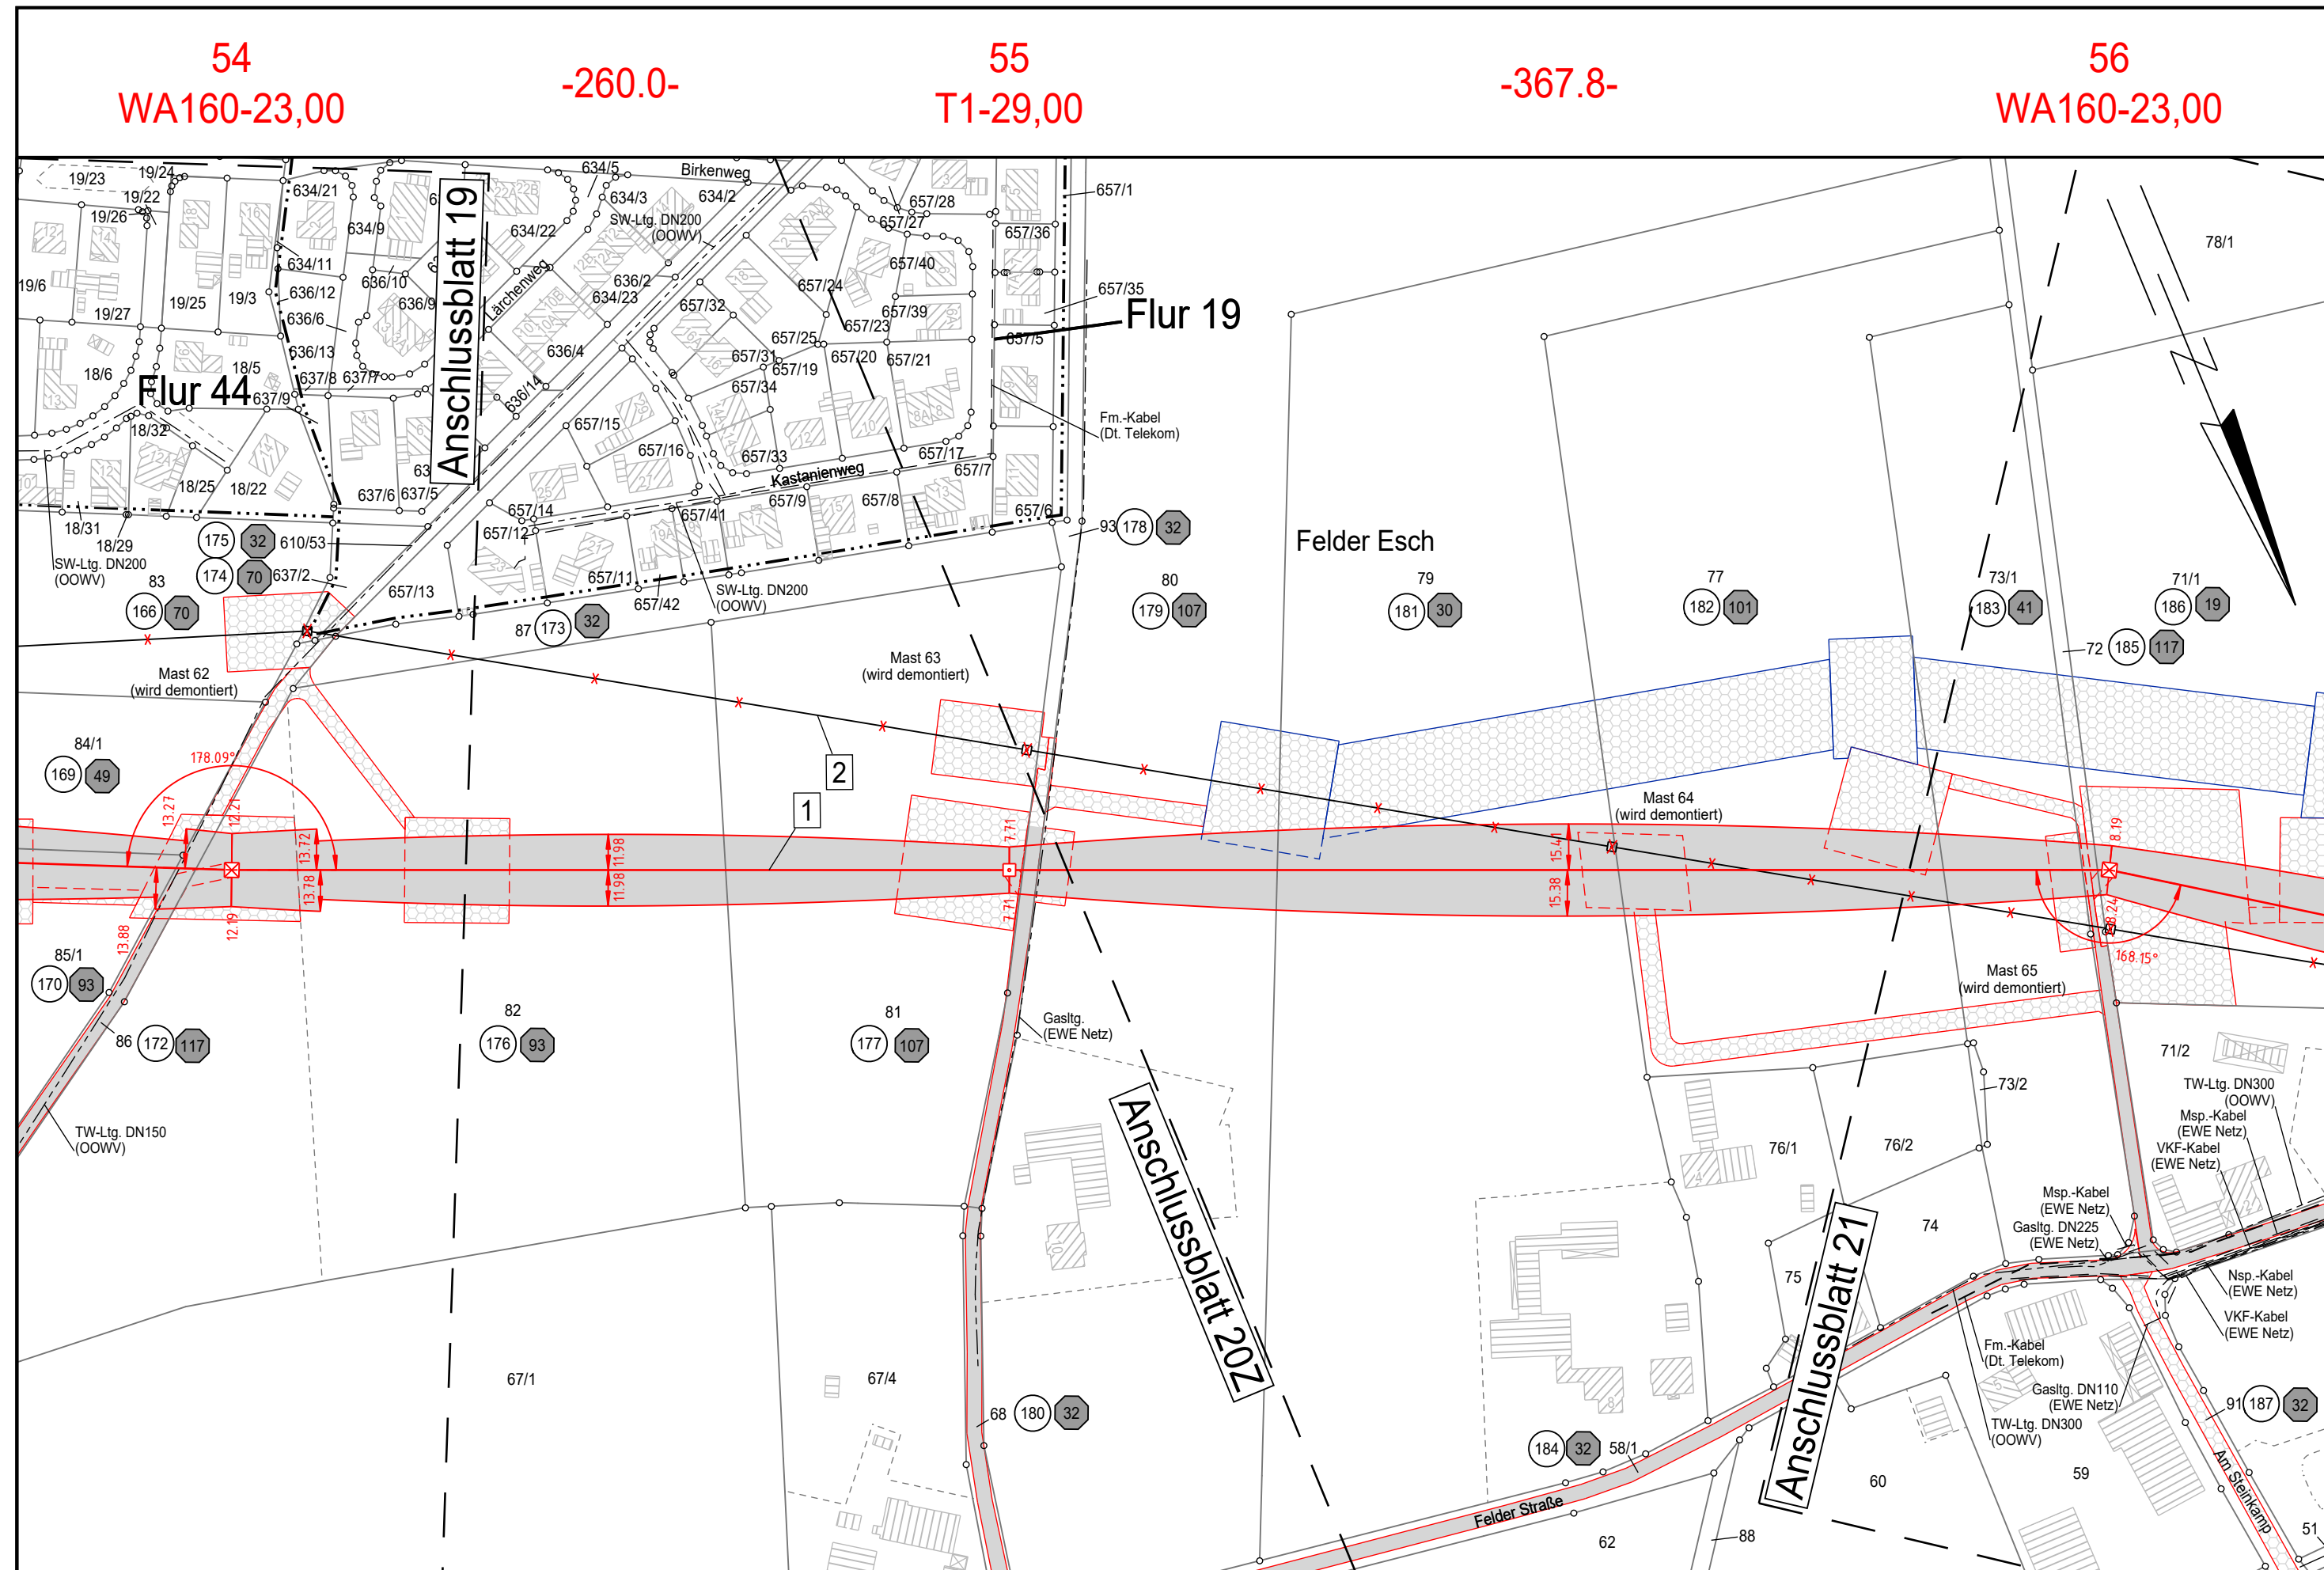 54
WA160-23,00
-260.0-
55
T1-29,00
-367.8-
56
WA160-23,00
19/23
19/24
19/22
19/26
634/21
634/9
634/5
634/3
Birkenweg
634/2
SW-Ltg. DN200
(OOWV)
634/22
634/11
636/12
636/10
636/9
636/6
636/13
637/8
637/7
637/9
19/6
19/27
19/25
19/3
18/6
18/5
Flur 44
18/32
18/25
18/22
18/31
18/29
SW-Ltg. DN200
(OOWV)
Anschlussblatt 19
Lärchenweg
636/2
634/23
636/4
636/14
637/6
637/5
657/28
657/27
657/40
657/24
657/32
657/39
657/23
657/25
657/31
657/19
657/20
657/21
657/34
657/15
657/16
657/33
657/17
657/7
Kastanienweg
657/9
657/8
657/6
657/41
657/14
657/12
657/11
657/42
657/13
SW-Ltg. DN200
(OOWV)
657/1
657/36
657/35
657/5
Flur 19
Fm.-Kabel
(Dt. Telekom)
78/1
175 32
610/53
174 70
637/2
83
166 70
87 173 32
93 178 32
Felder Esch
80
179 107
79
181 30
77
182 101
73/1
183 41
71/1
186 19
72 185 117
Mast 62
(wird demontiert)
Mast 63
(wird demontiert)
Mast 64
(wird demontiert)
Mast 65
(wird demontiert)
84/1
169 49
178.09°
13.27
12.21
13.72
13.78
12.19
13.88
11.98
11.98
1
2
7.71
7.71
15.41
15.38
8.19
8.24
168.15°
85/1
170 93
86 172 117
TW-Ltg. DN150
(OOWV)
82
176 93
81
177 107
Gasltg.
(EWE Netz)
Anschlussblatt 20Z
67/1
67/4
68 180 32
184 32 58/1
Felder Straße
62
88
60
59
51
Anschlussblatt 21
76/1
76/2
73/2
74
75
71/2
TW-Ltg. DN300
(OOWV)
Msp.-Kabel
(EWE Netz)
VKF-Kabel
(EWE Netz)
Msp.-Kabel
(EWE Netz)
Gasltg. DN225
(EWE Netz)
Nsp.-Kabel
(EWE Netz)
VKF-Kabel
(EWE Netz)
Fm.-Kabel
(Dt. Telekom)
Gasltg. DN110
(EWE Netz)
TW-Ltg. DN300
(OOWV)
91 187 32
Am Steinkamp